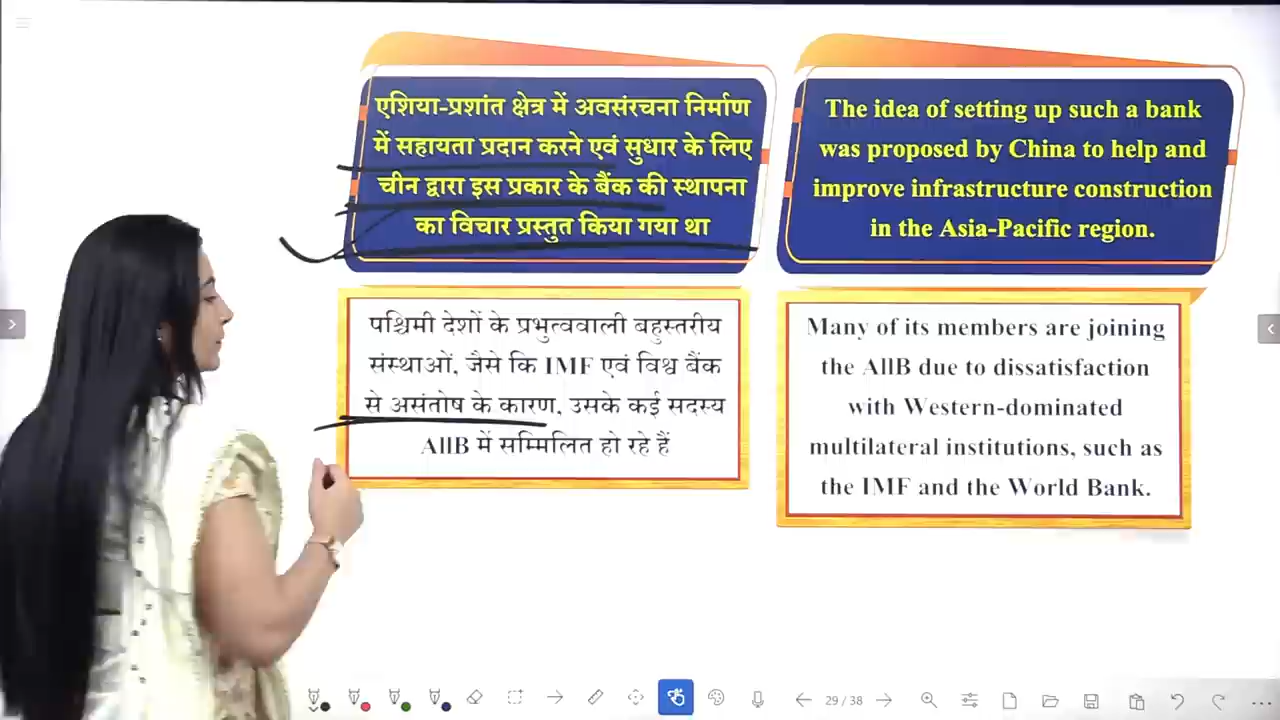 एशिया-प्रशांत क्षेत्र में अवसंरचना निर्माण
में सहायता प्रदान करने एवं सुधार के लिए
चीन द्वारा इस प्रकार के बैंक की स्थापना
का विचार प्रस्तुत किया गया था
The idea of setting up such a bank
was proposed by China to help and
improve infrastructure construction
in the Asia-Pacific region.
पश्चिमी देशों के प्रभुत्ववाली बहुस्तरीय
संस्थाओं, जैसे कि IMF एवं विश्व बैंक
से असंतोष के कारण, उसके कई सदस्य
AIIB में सम्मिलित हो रहे हैं
Many of its members are joining
the AIIB due to dissatisfaction
with Western-dominated
multilateral institutions, such as
the IMF and the World Bank.
29 / 38